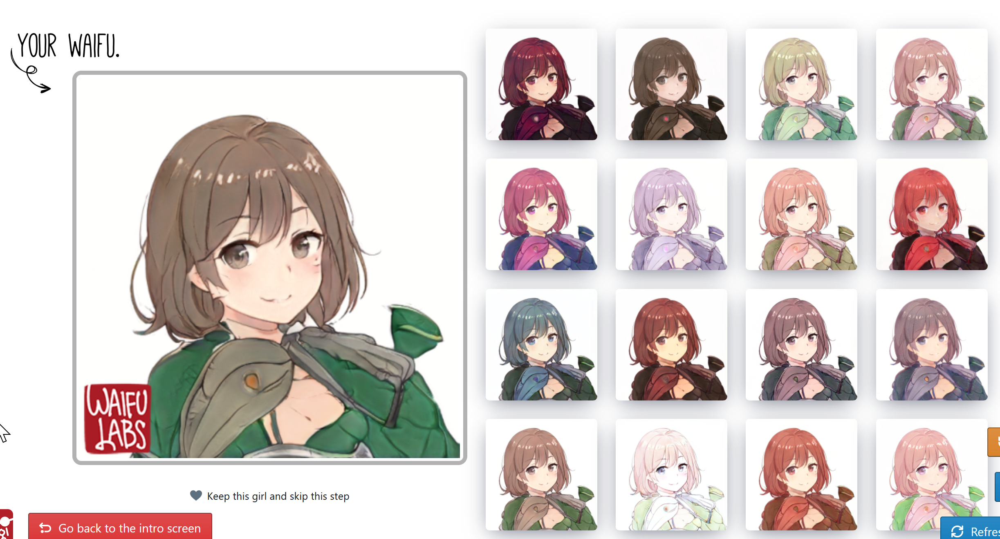 YOUR WAIFU.
WAIFU
LABS
Keep this girl and skip this step
Go back to the intro screen